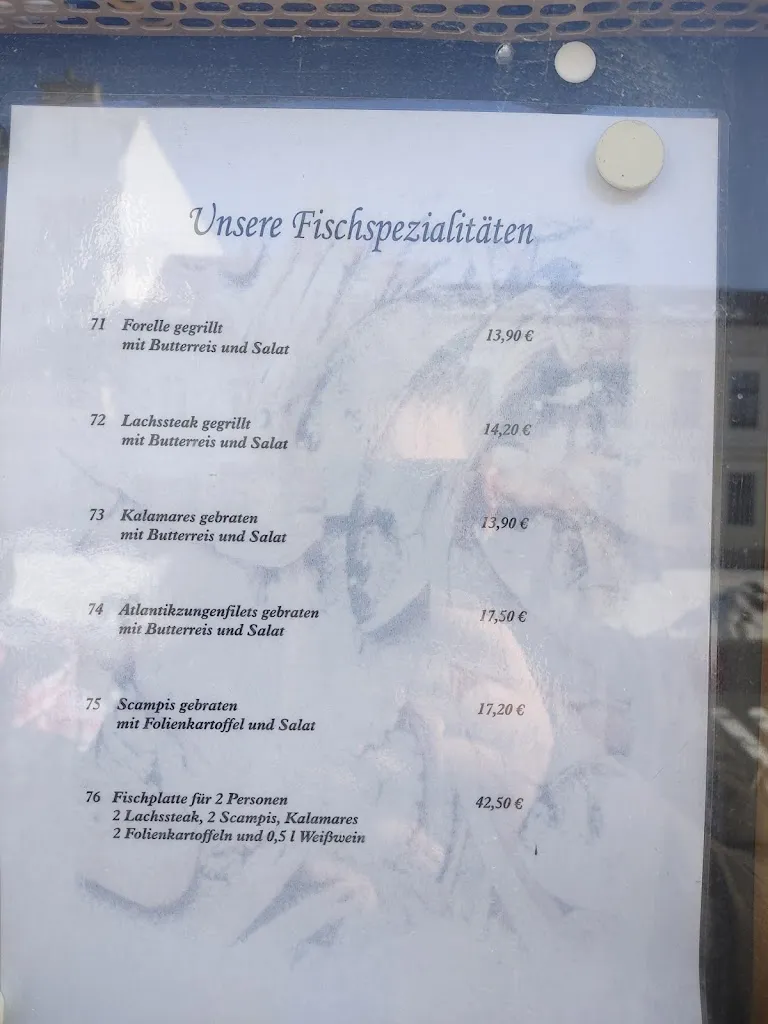 Unsere Fischspezialitäten
71 Forelle gegrillt 13,90 €
mit Butterreis und Salat
72 Lachssteak gegrillt 14,20 €
mit Butterreis und Salat
73 Kalamares gebraten 13,90 €
mit Butterreis und Salat
74 Atlantikzungenfilets gebraten 17,50 €
mit Butterreis und Salat
75 Scampis gebraten 17,20 €
mit Folienkartoffel und Salat
76 Fischplatte für 2 Personen 42,50 €
2 Lachssteak, 2 Scampis, Kalamares
2 Folienkartoffeln und 0,5 l Weißwein